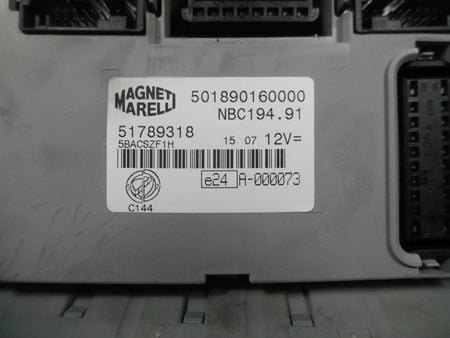 MAGNETI
MARELLI
501890160000
NBC194.91
51789318
15 07 12V=
5BACSZF1H
e24 A-000073
C144